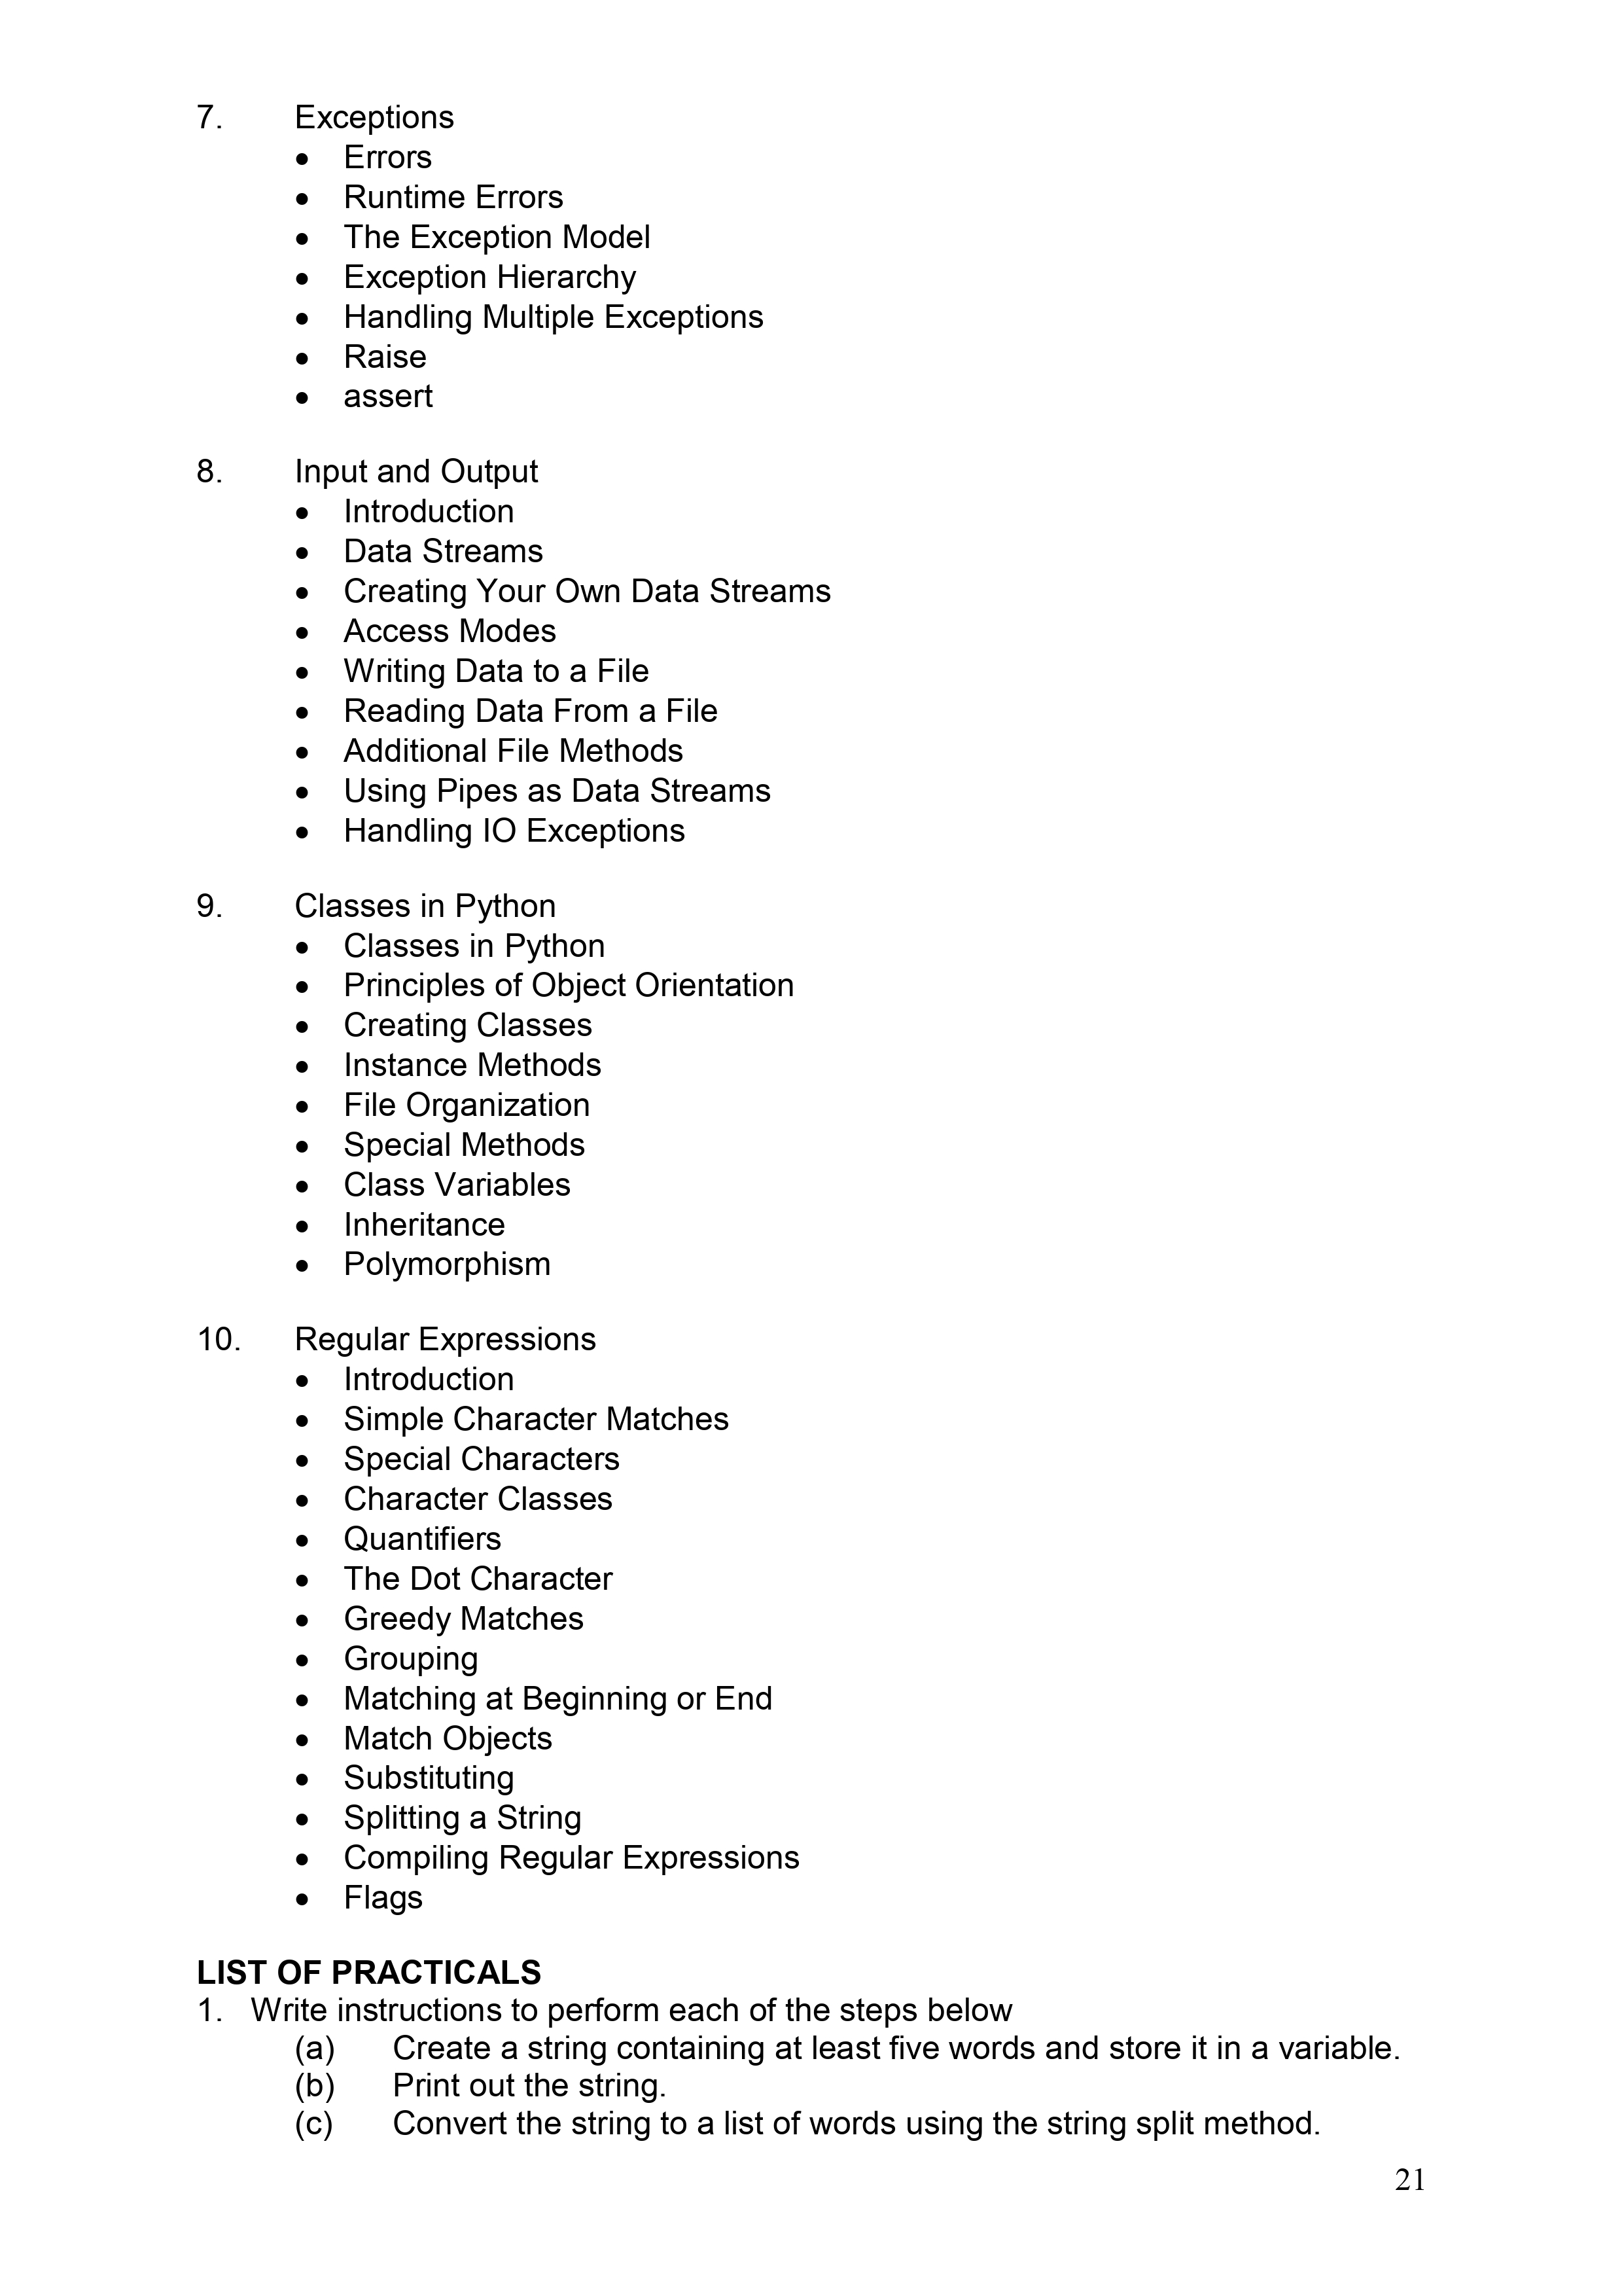 7. Exceptions
• Errors
• Runtime Errors
• The Exception Model
• Exception Hierarchy
• Handling Multiple Exceptions
• Raise
• assert
8. Input and Output
• Introduction
• Data Streams
• Creating Your Own Data Streams
• Access Modes
• Writing Data to a File
• Reading Data From a File
• Additional File Methods
• Using Pipes as Data Streams
• Handling IO Exceptions
9. Classes in Python
• Classes in Python
• Principles of Object Orientation
• Creating Classes
• Instance Methods
• File Organization
• Special Methods
• Class Variables
• Inheritance
• Polymorphism
10. Regular Expressions
• Introduction
• Simple Character Matches
• Special Characters
• Character Classes
• Quantifiers
• The Dot Character
• Greedy Matches
• Grouping
• Matching at Beginning or End
• Match Objects
• Substituting
• Splitting a String
• Compiling Regular Expressions
• Flags
LIST OF PRACTICALS
1. Write instructions to perform each of the steps below
(a) Create a string containing at least five words and store it in a variable.
(b) Print out the string.
(c) Convert the string to a list of words using the string split method.
21